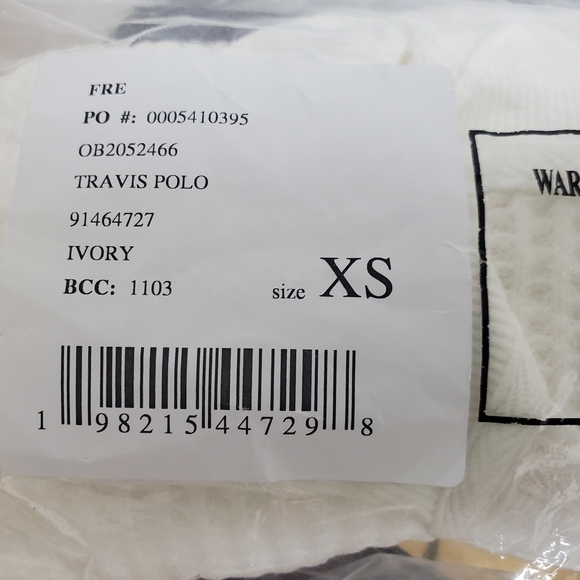 FRE
PO #: 0005410395
OB2052466
TRAVIS POLO
91464727
IVORY
BCC: 1103
size XS
1 98215 44729 8
WAR